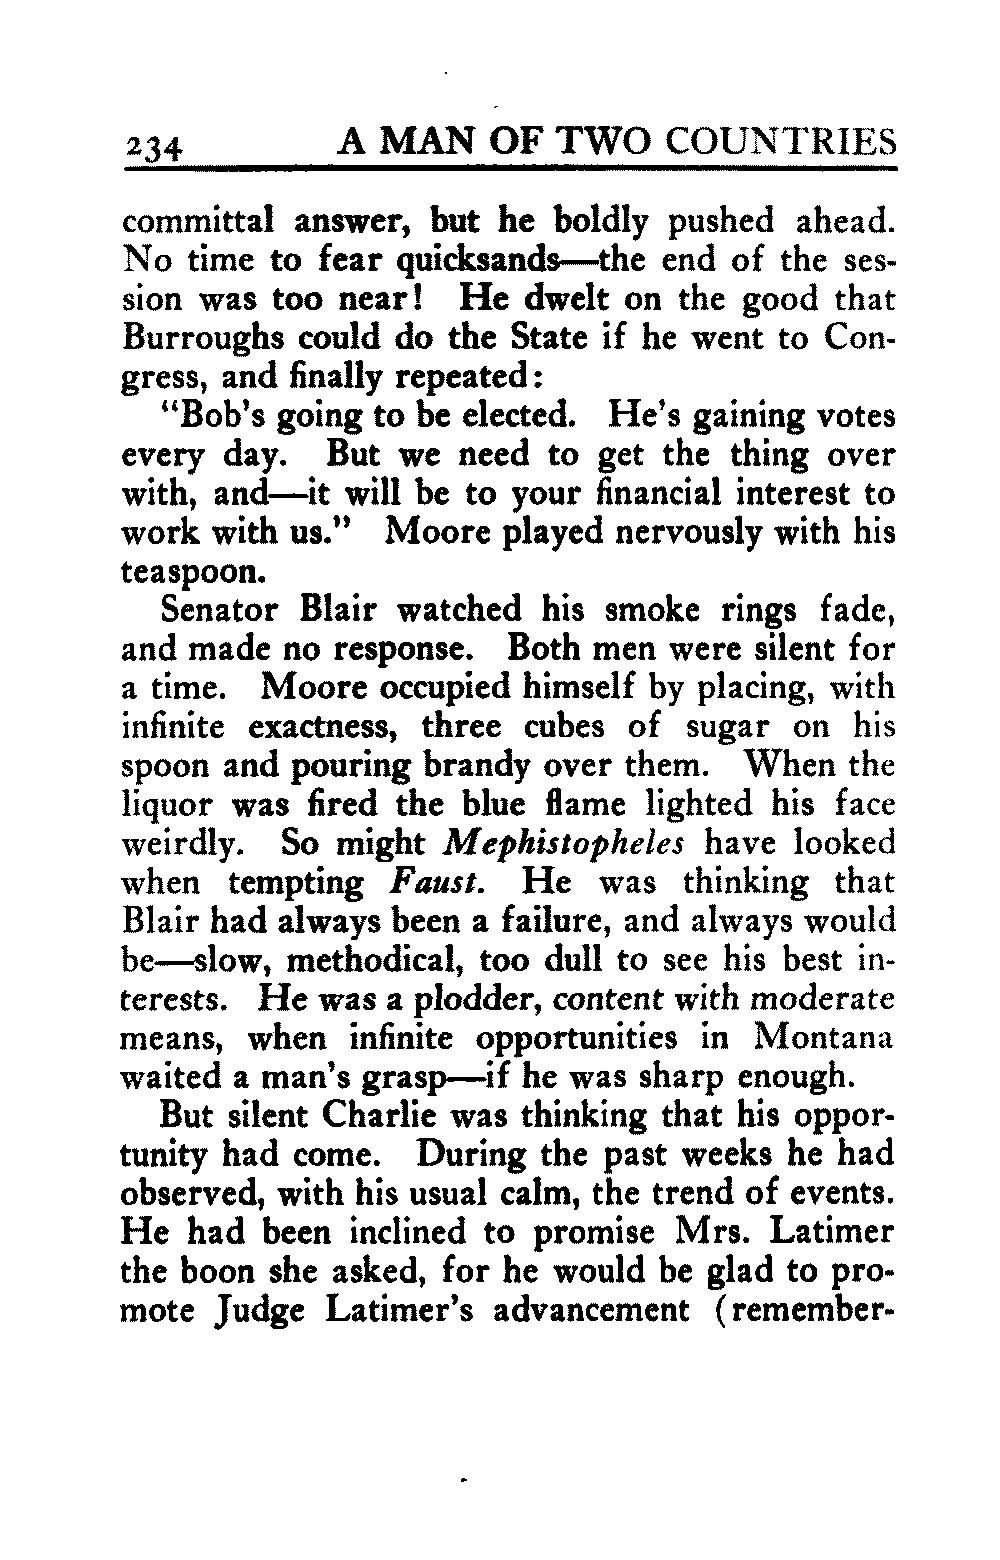 234 A MAN OF TWO COUNTRIES
committal answer, but he boldly pushed ahead.
No time to fear quicksands—the end of the ses-
sion was too near! He dwelt on the good that
Burroughs could do the State if he went to Con-
gress, and finally repeated:
"Bob's going to be elected. He's gaining votes
every day. But we need to get the thing over
with, and—it will be to your financial interest to
work with us." Moore played nervously with his
teaspoon.
Senator Blair watched his smoke rings fade,
and made no response. Both men were silent for
a time. Moore occupied himself by placing, with
infinite exactness, three cubes of sugar on his
spoon and pouring brandy over them. When the
liquor was fired the blue flame lighted his face
weirdly. So might Mephistopheles have looked
when tempting Faust. He was thinking that
Blair had always been a failure, and always would
be—slow, methodical, too dull to see his best in-
terests. He was a plodder, content with moderate
means, when infinite opportunities in Montana
waited a man's grasp—if he was sharp enough.
But silent Charlie was thinking that his oppor-
tunity had come. During the past weeks he had
observed, with his usual calm, the trend of events.
He had been inclined to promise Mrs. Latimer
the boon she asked, for he would be glad to pro-
mote Judge Latimer's advancement (remember-